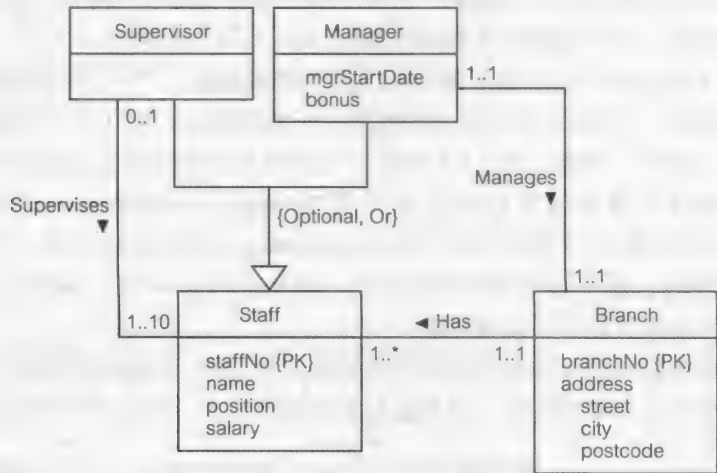 Supervisor
Manager
mgrStartDate
bonus
1..1
0..1
Manages
▼
Supervises
▼
{Optional, Or}
1..1
1..10
Staff
◄ Has
Branch
1..*
1..1
staffNo {PK}
name
position
salary
branchNo {PK}
address
street
city
postcode